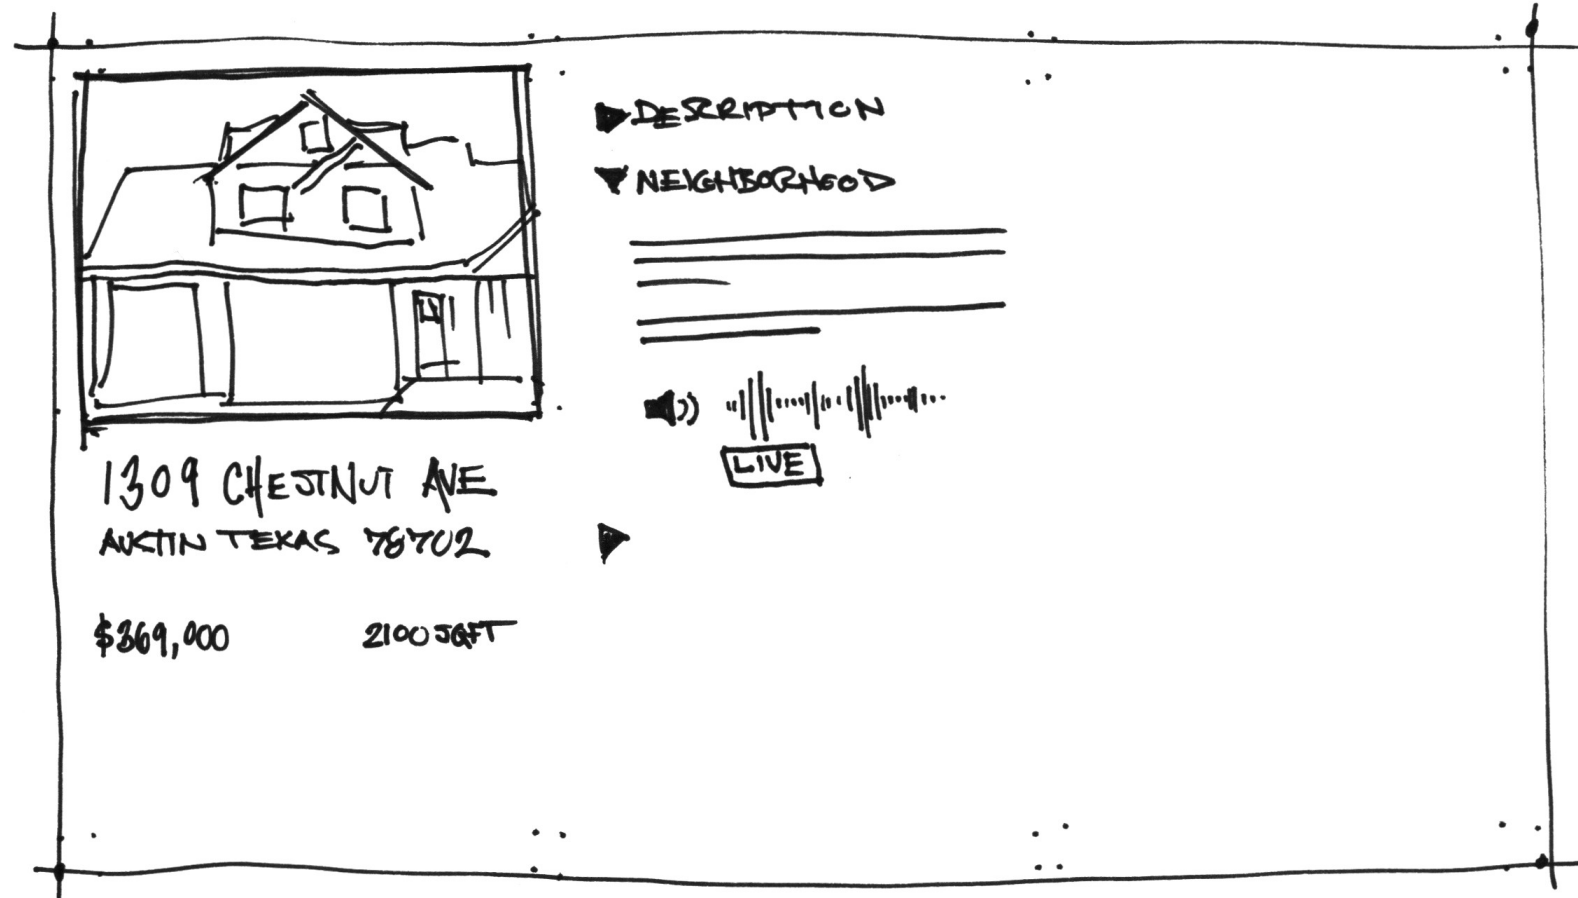 DESCRIPTION
NEIGHBORHOOD
LIVE
1309 CHESTNUT AVE
AUSTIN TEXAS 78702
$369,000
2100 SQFT